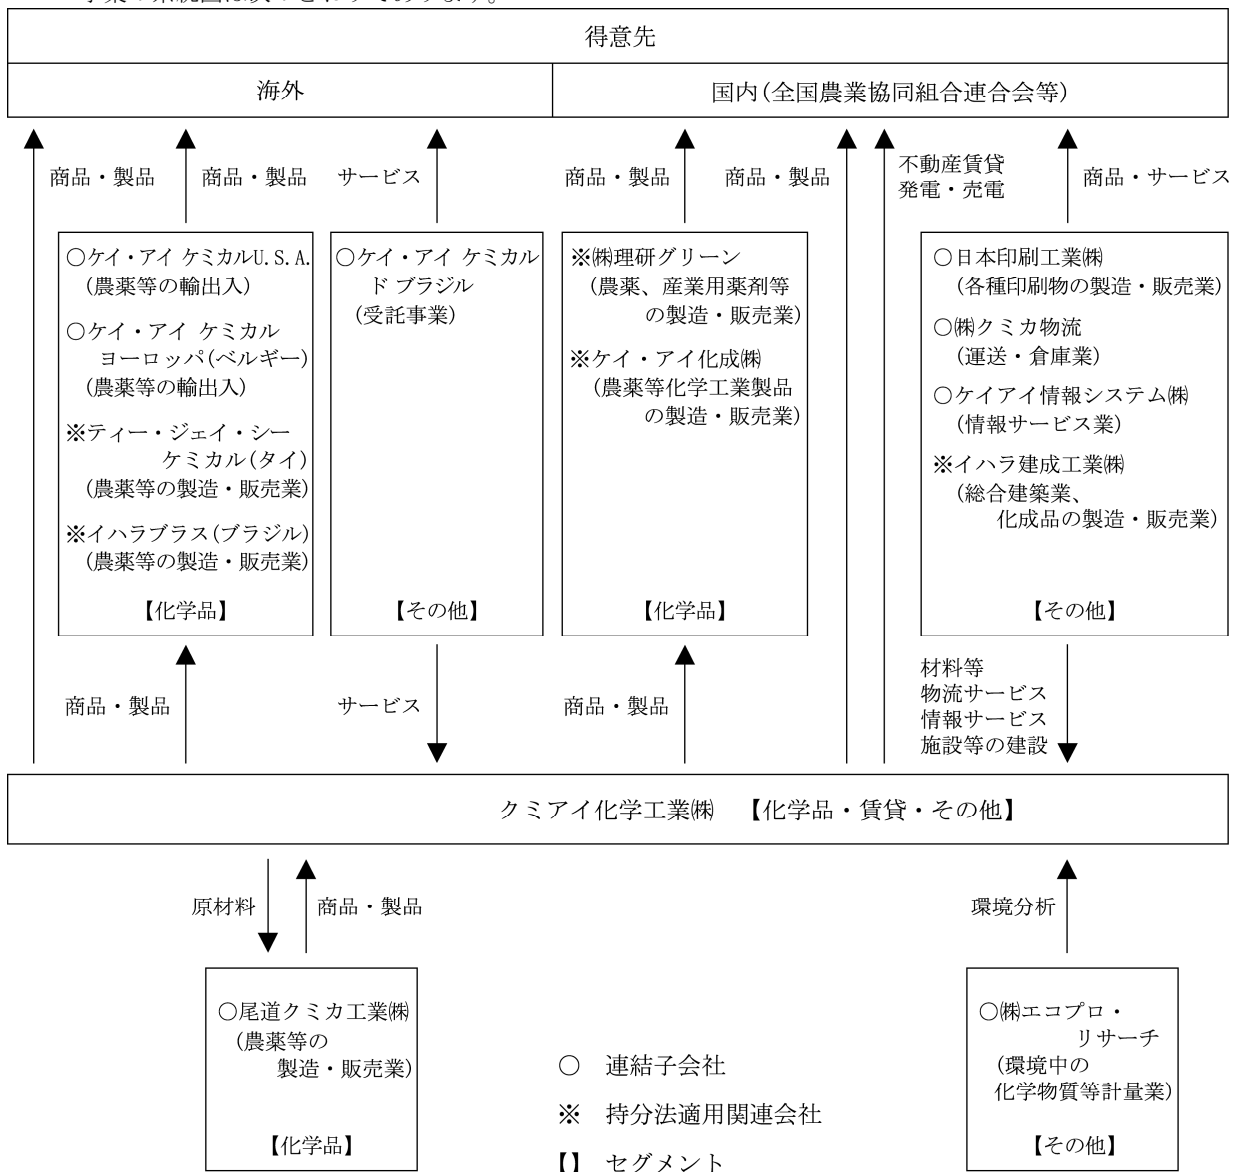 事業の系統図は次のとおりであります。
得意先
海外
国内(全国農業協同組合連合会等)
商品・製品
商品・製品
サービス
商品・製品
商品・製品
不動産賃貸
発電・売電
商品・サービス
○ケイ・アイ ケミカルU.S.A.
(農薬等の輸出入)
○ケイ・アイ ケミカル
ヨーロッパ(ベルギー)
(農薬等の輸出入)
※ティー・ジェイ・シー
ケミカル(タイ)
(農薬等の製造・販売業)
※イハラブラス(ブラジル)
(農薬等の製造・販売業)
【化学品】
○ケイ・アイ ケミカル
ド ブラジル
(受託事業)
【その他】
※㈱理研グリーン
(農薬、産業用薬剤等
の製造・販売業)
※ケイ・アイ化成㈱
(農薬等化学工業製品
の製造・販売業)
【化学品】
○日本印刷工業㈱
(各種印刷物の製造・販売業)
○㈱クミカ物流
(運送・倉庫業)
○ケイアイ情報システム㈱
(情報サービス業)
※イハラ建成工業㈱
(総合建築業、
化成品の製造・販売業)
【その他】
商品・製品
サービス
商品・製品
材料等
物流サービス
情報サービス
施設等の建設
クミアイ化学工業㈱ 【化学品・賃貸・その他】
原材料
商品・製品
環境分析
○尾道クミカ工業㈱
(農薬等の
製造・販売業)
【化学品】
○㈱エコプロ・
リサーチ
(環境中の
化学物質等計量業)
【その他】
○ 連結子会社
※ 持分法適用関連会社
【】 セグメント